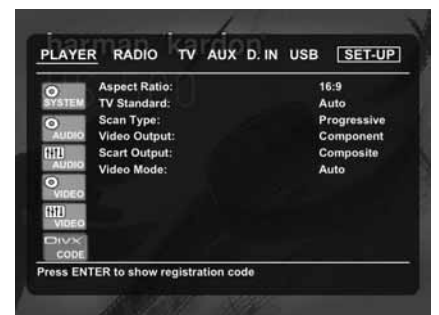 harman kardon
PLAYER RADIO TV AUX D. IN USB SET-UP
SYSTEM
AUDIO
AUDIO
VIDEO
VIDEO
DIVX
CODE
Aspect Ratio: 16:9
TV Standard: Auto
Scan Type: Progressive
Video Output: Component
Scart Output: Composite
Video Mode: Auto
Press ENTER to show registration code